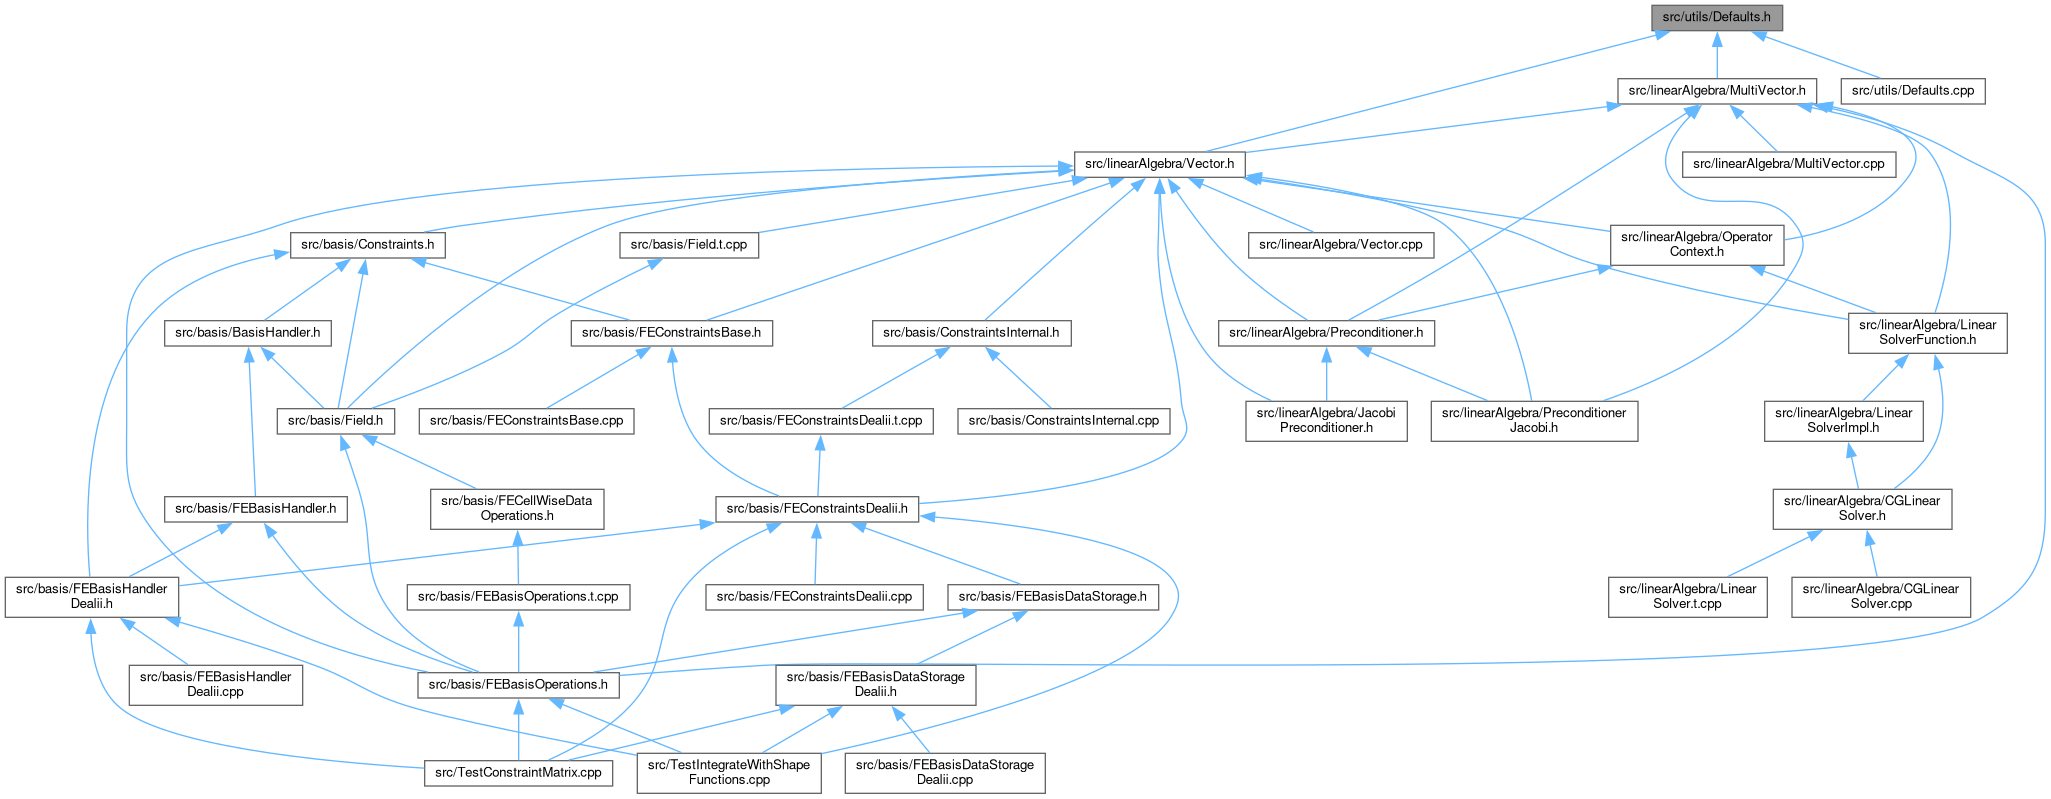 src/utils/Defaults.h
src/linearAlgebra/MultiVector.h
src/utils/Defaults.cpp
src/linearAlgebra/Vector.h
src/linearAlgebra/MultiVector.cpp
src/basis/Constraints.h
src/basis/Field.t.cpp
src/linearAlgebra/Vector.cpp
src/linearAlgebra/Operator
Context.h
src/basis/BasisHandler.h
src/basis/FEConstraintsBase.h
src/basis/ConstraintsInternal.h
src/linearAlgebra/Preconditioner.h
src/linearAlgebra/Linear
SolverFunction.h
src/basis/Field.h
src/basis/FEConstraintsBase.cpp
src/basis/FEConstraintsDealii.t.cpp
src/basis/ConstraintsInternal.cpp
src/linearAlgebra/Jacobi
Preconditioner.h
src/linearAlgebra/Preconditioner
Jacobi.h
src/linearAlgebra/Linear
SolverImpl.h
src/basis/FEBasisHandler.h
src/basis/FECellWiseData
Operations.h
src/basis/FEConstraintsDealii.h
src/linearAlgebra/CGLinear
Solver.h
src/basis/FEBasisHandler
Dealii.h
src/basis/FEBasisOperations.t.cpp
src/basis/FEConstraintsDealii.cpp
src/basis/FEBasisDataStorage.h
src/linearAlgebra/Linear
Solver.t.cpp
src/linearAlgebra/CGLinear
Solver.cpp
src/basis/FEBasisHandler
Dealii.cpp
src/basis/FEBasisOperations.h
src/basis/FEBasisDataStorage
Dealii.h
src/TestConstraintMatrix.cpp
src/TestIntegrateWithShape
Functions.cpp
src/basis/FEBasisDataStorage
Dealii.cpp